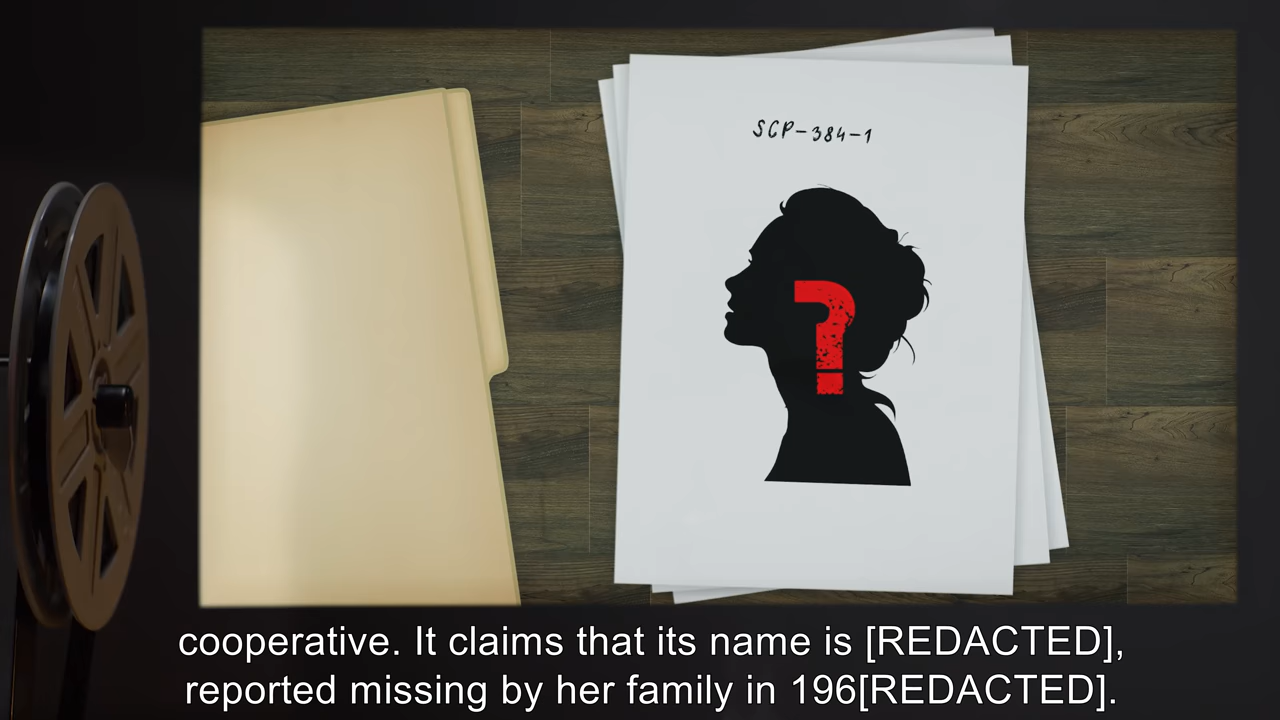 SCP-384-1
?
cooperative. It claims that its name is [REDACTED],
reported missing by her family in 196[REDACTED].